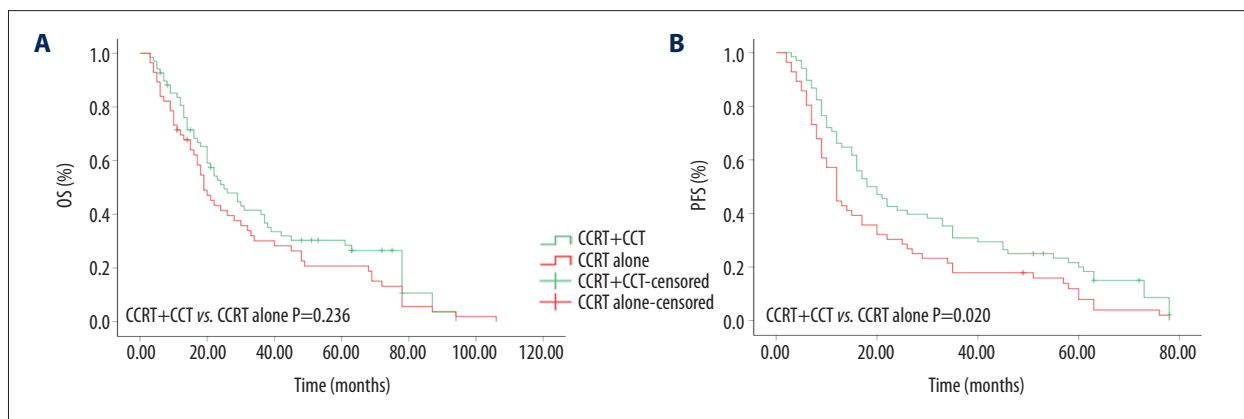 A
1.0
0.8
0.6
0.4
0.2
0.0
OS (%)
CCRT+CCT vs. CCRT alone P=0.236
0.00 20.00 40.00 60.00 80.00 100.00 120.00
Time (months)
CCRT+CCT
CCRT alone
CCRT+CCT-censored
CCRT alone-censored
B
1.0
0.8
0.6
0.4
0.2
0.0
PFS (%)
CCRT+CCT vs. CCRT alone P=0.020
0.00 20.00 40.00 60.00 80.00
Time (months)